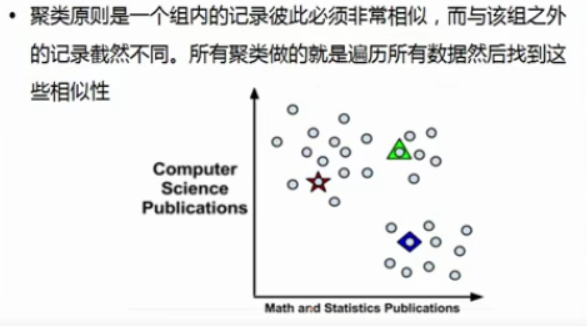 • 聚类原则是一个组内的记录彼此必须非常相似，而与该组之外
的记录截然不同。所有聚类做的就是遍历所有数据然后找到这
些相似性
Computer
Science
Publications
Math and Statistics Publications